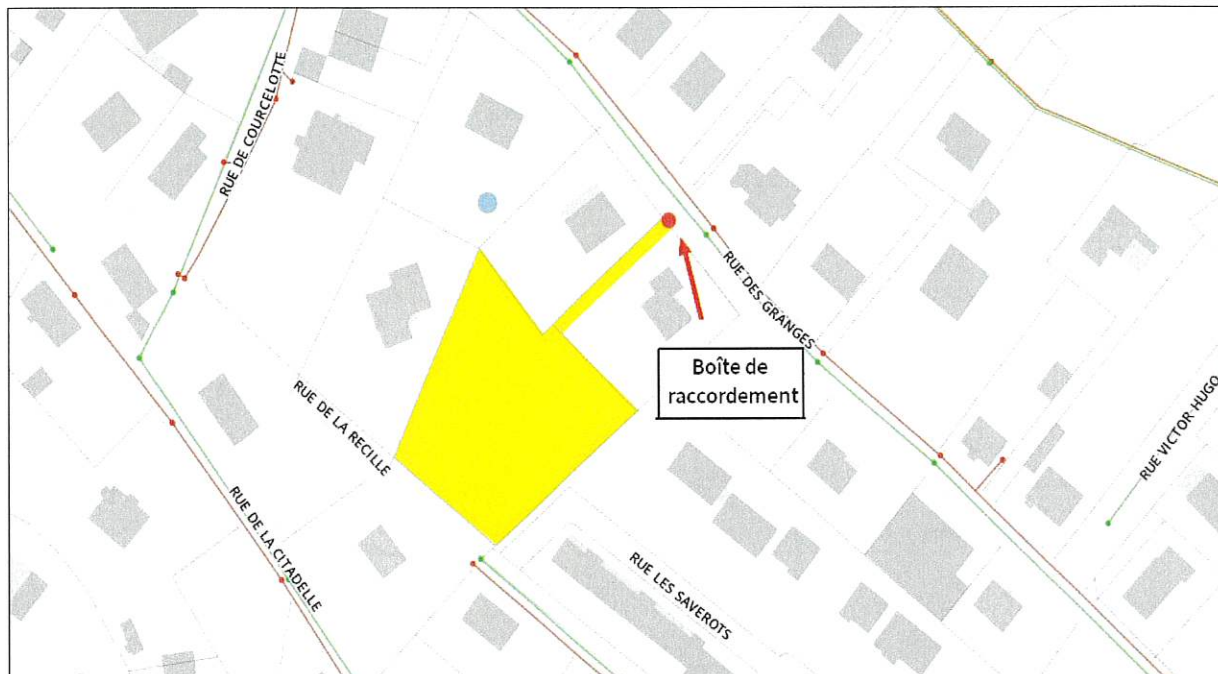 RUE DE COURCELOTTE
RUE DES GRANGES
Boîte de
raccordement
RUE DE LA RECILLE
RUE VICTOR HUGO
RUE DE LA CITADELLE
RUE LES SAVEROTS